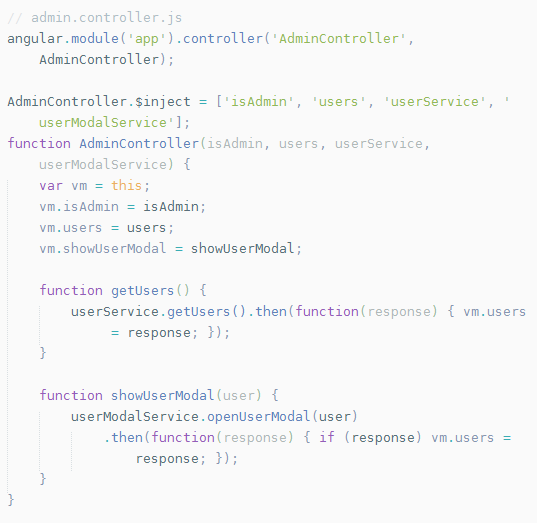 // admin.controller.js
angular.module('app').controller('AdminController',
    AdminController);

AdminController.$inject = ['isAdmin', 'users', 'userService', '
    userModalService'];
function AdminController(isAdmin, users, userService,
    userModalService) {
    var vm = this;
    vm.isAdmin = isAdmin;
    vm.users = users;
    vm.showUserModal = showUserModal;

    function getUsers() {
        userService.getUsers().then(function(response) { vm.users
             = response; });
    }

    function showUserModal(user) {
        userModalService.openUserModal(user)
            .then(function(response) { if (response) vm.users =
                response; });
    }
}